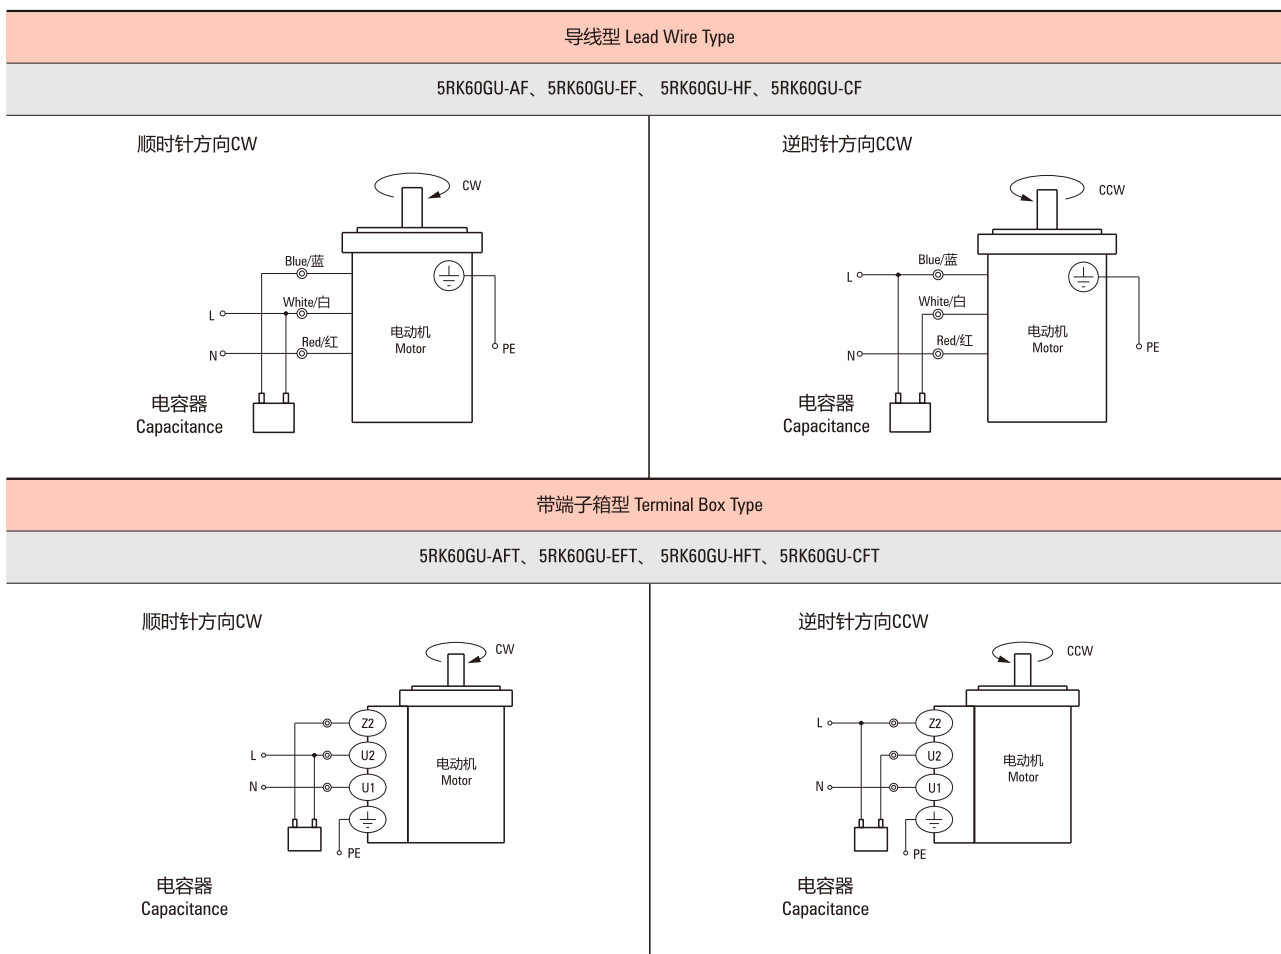 导线型 Lead Wire Type
5RK60GU-AF、5RK60GU-EF、 5RK60GU-HF、5RK60GU-CF
顺时针方向CW
CW
Blue/蓝
White/白
L
Red/红
N
电动机
Motor
PE
电容器
Capacitance
逆时针方向CCW
CCW
Blue/蓝
L
White/白
Red/红
N
电动机
Motor
PE
电容器
Capacitance
带端子箱型 Terminal Box Type
5RK60GU-AFT、5RK60GU-EFT、 5RK60GU-HFT、5RK60GU-CFT
顺时针方向CW
CW
Z2
L
U2
N
U1
电动机
Motor
PE
电容器
Capacitance
逆时针方向CCW
CCW
L
Z2
U2
N
U1
电动机
Motor
PE
电容器
Capacitance